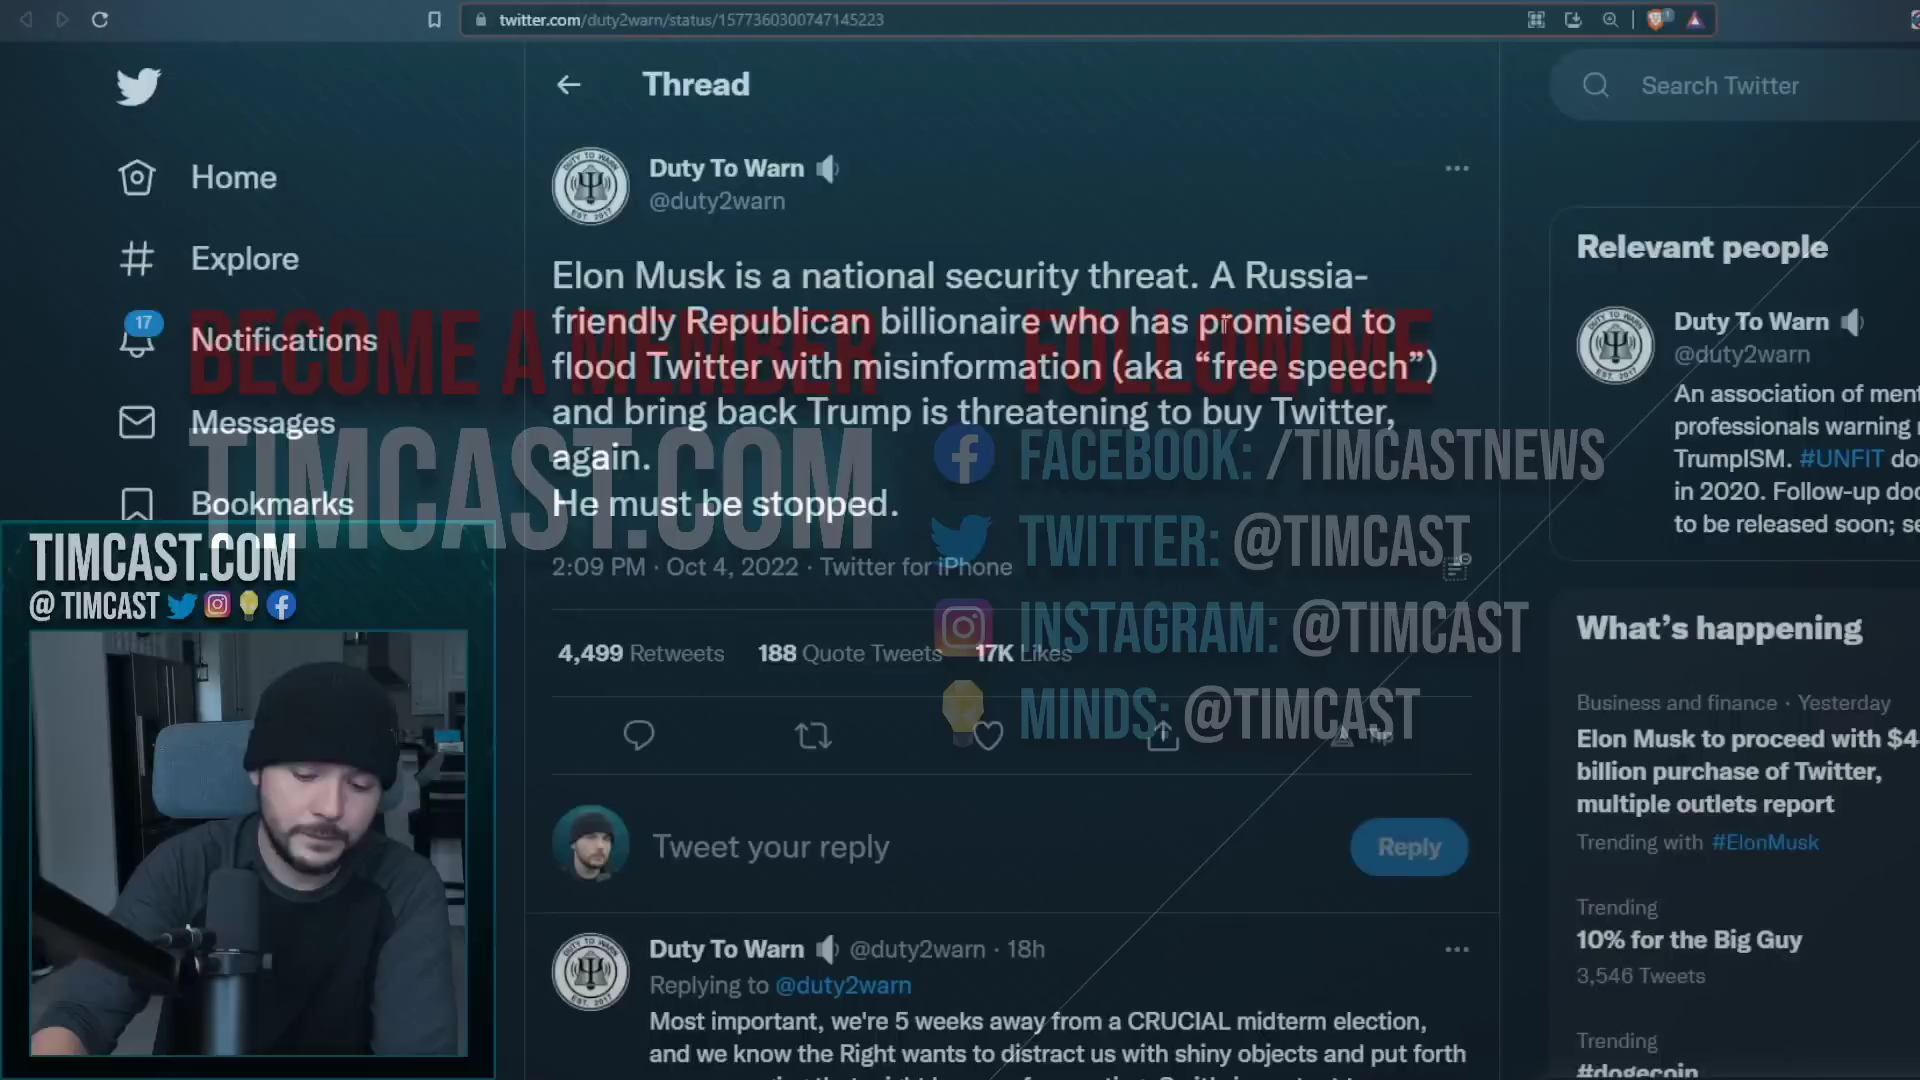 twitter.com/duty2warn/status/1577360300747145223
Thread
Search Twitter
Home
Explore
17
Notifications
Messages
Bookmarks
Duty To Warn
@duty2warn
Elon Musk is a national security threat. A Russia-
friendly Republican billionaire who has promised to
flood Twitter with misinformation (aka “free speech”)
and bring back Trump is threatening to buy Twitter,
again.
He must be stopped.
2:09 PM · Oct 4, 2022 · Twitter for iPhone
4,499 Retweets 188 Quote Tweets 17K Likes
Tip
Tweet your reply
Reply
Duty To Warn @duty2warn · 18h
Replying to @duty2warn
Most important, we're 5 weeks away from a CRUCIAL midterm election,
and we know the Right wants to distract us with shiny objects and put forth
BECOME A MEMBER
TIMCAST.COM
FOLLOW ME
FACEBOOK: /TIMCASTNEWS
TWITTER: @TIMCAST
INSTAGRAM: @TIMCAST
MINDS: @TIMCAST
TIMCAST.COM
@ TIMCAST
Relevant people
Duty To Warn
@duty2warn
An association of
professionals warning
TrumpISM. #UNFIT
in 2020. Follow-up
to be released soon;
What’s happening
Business and finance · Yesterday
Elon Musk to proceed with $4
billion purchase of Twitter,
multiple outlets report
Trending with #ElonMusk
Trending
10% for the Big Guy
3,546 Tweets
Trending
#dogecoin